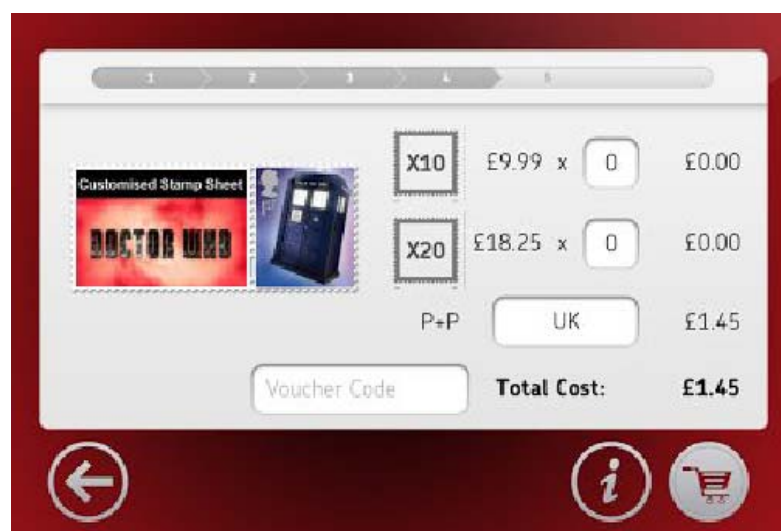 1 2 3 4 5
Customised Stamp Sheet
DOCTOR WHO
X10 £9.99 x 0 £0.00
X20 £18.25 x 0 £0.00
P+P UK £1.45
Voucher Code Total Cost: £1.45
i